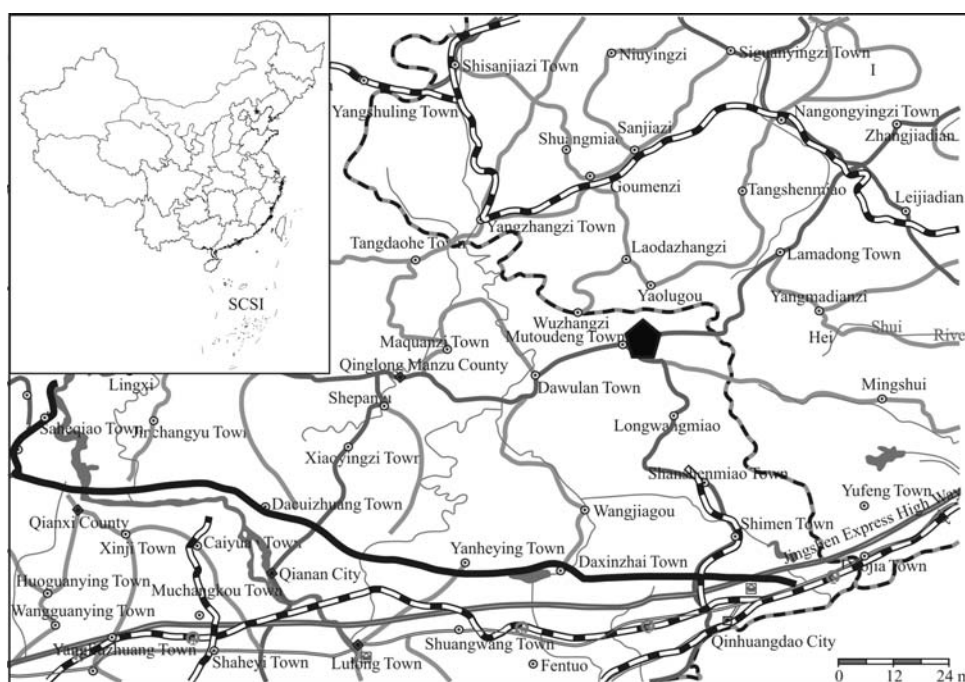 Niuyingzi
Siguanyingzi Town
Shisanjiazi Town
I
Yangshuling Town
Nangongyingzi Town
Zhangjiadian
Sanjiazi
Shuangmiao
Goumenzi
Tangshenmiao
Leijiadian
Yangzhangzi Town
Tangdaohe Town
Laodazhangzi
Lamadong Town
SCSI
Yaolugou
Yangmadianzi
Wuzhangzi
Hei
Shui
River
Maquanzi Town
Mutoudeng Town
Qinglong Manzu County
Lingxi
Dawulan Town
Mingshui
Saheqiao Town
Jinchangyu Town
Longwangmiao
Xiaoyingzi Town
Shanshenmiao Town
Dacuizhuang Town
Yufeng Town
Qianxi County
Wangjiagou
Shimen Town
Jingshen Express High Way
Xinji Town
Caiyuan Town
Yanheying Town
Daxinzhai Town
Huoguanying Town
Qianan City
Muchangkou Town
Wangguanying Town
Shuangwang Town
Qinhuangdao City
Shaheyi Town
Lulong Town
Fentuo
0 12 24 m